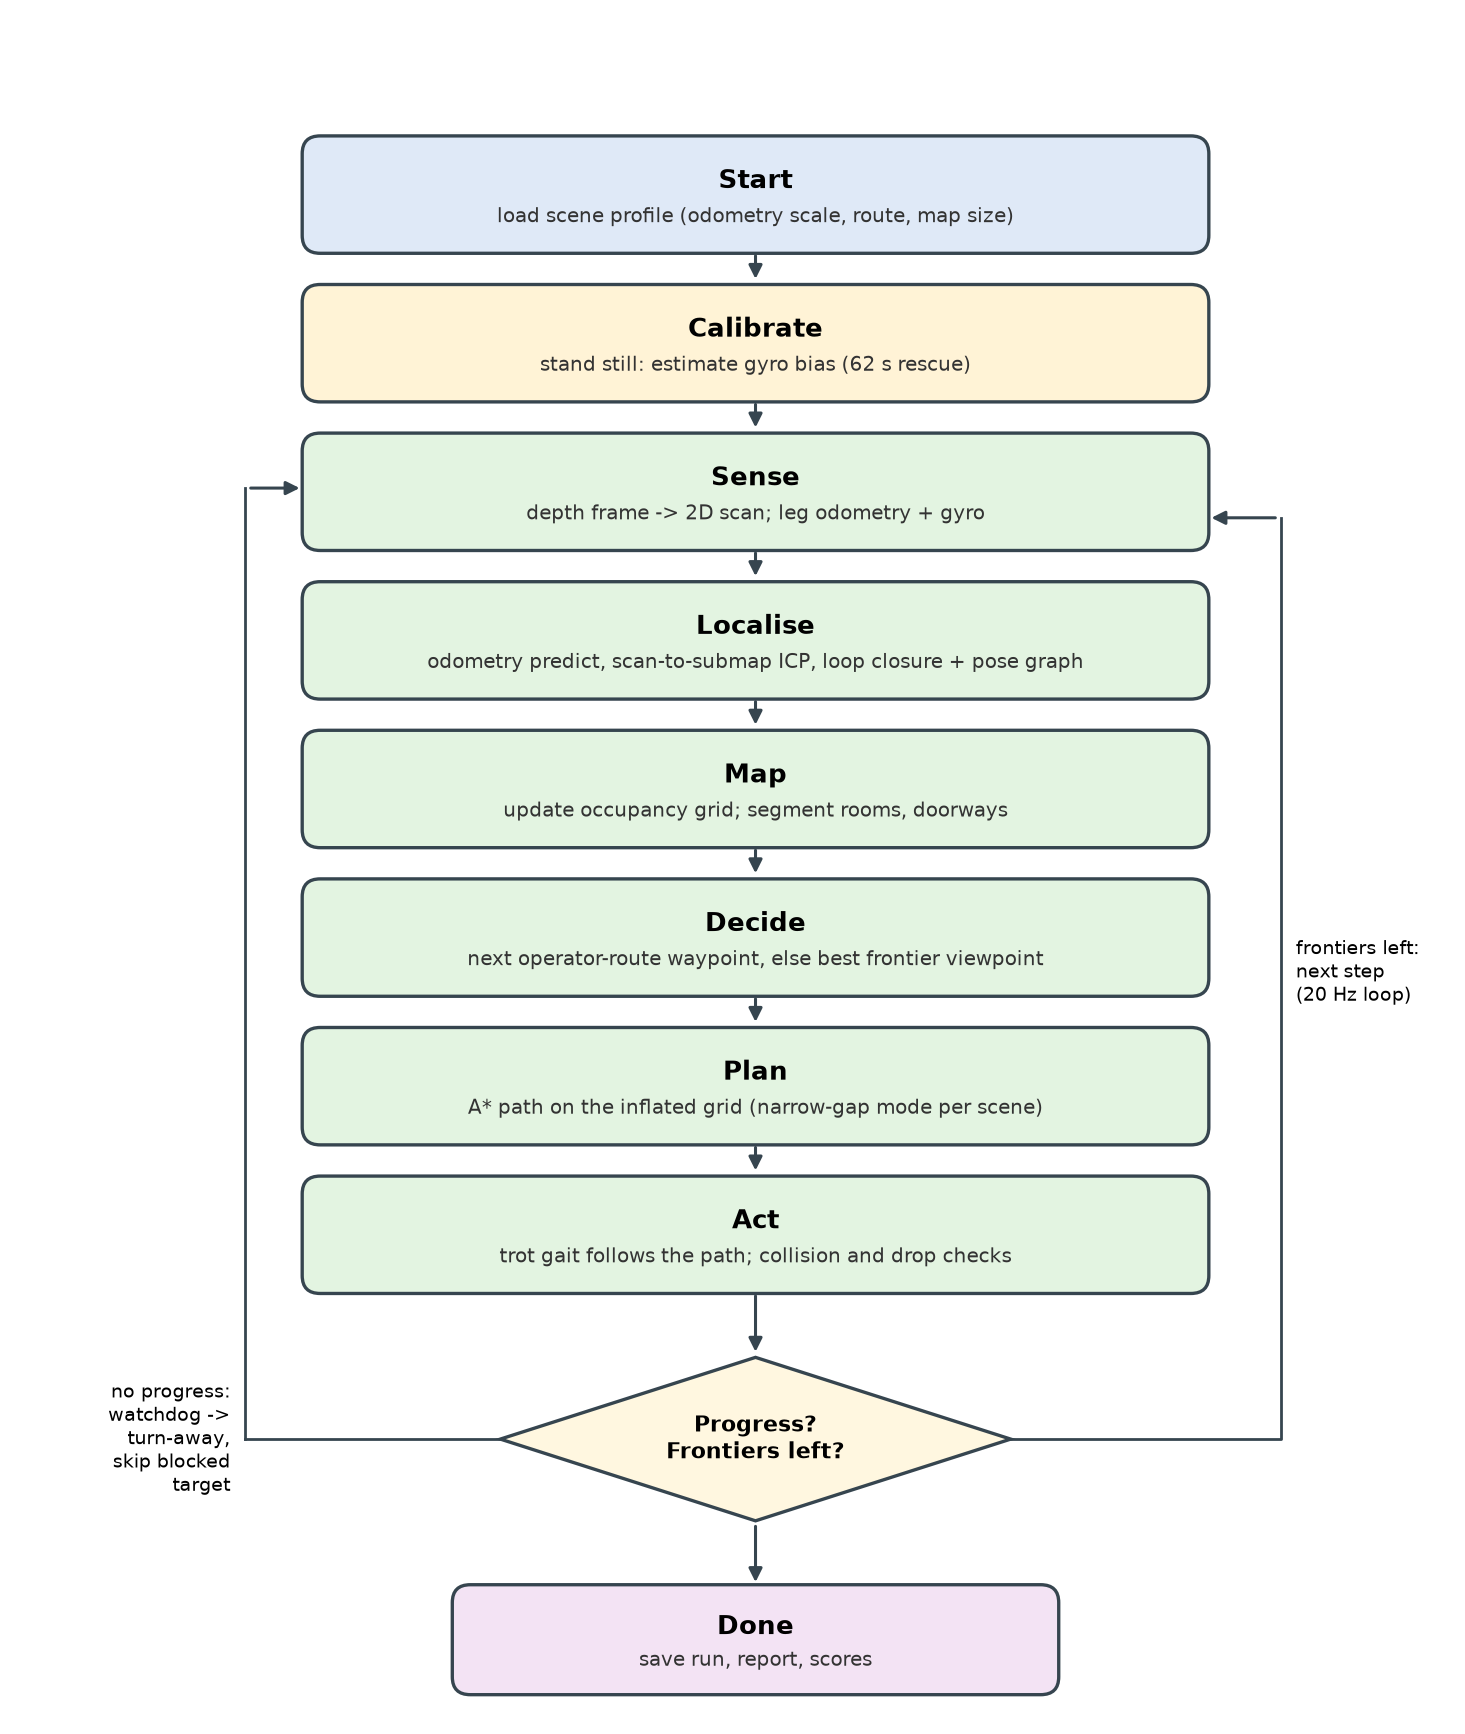 Start
load scene profile (odometry scale, route, map size)
Calibrate
stand still: estimate gyro bias (62 s rescue)
Sense
depth frame -> 2D scan; leg odometry + gyro
Localise
odometry predict, scan-to-submap ICP, loop closure + pose graph
Map
update occupancy grid; segment rooms, doorways
Decide
next operator-route waypoint, else best frontier viewpoint
frontiers left:
next step
(20 Hz loop)
Plan
A* path on the inflated grid (narrow-gap mode per scene)
Act
trot gait follows the path; collision and drop checks
no progress:
watchdog ->
turn-away,
skip blocked
target
Progress?
Frontiers left?
Done
save run, report, scores